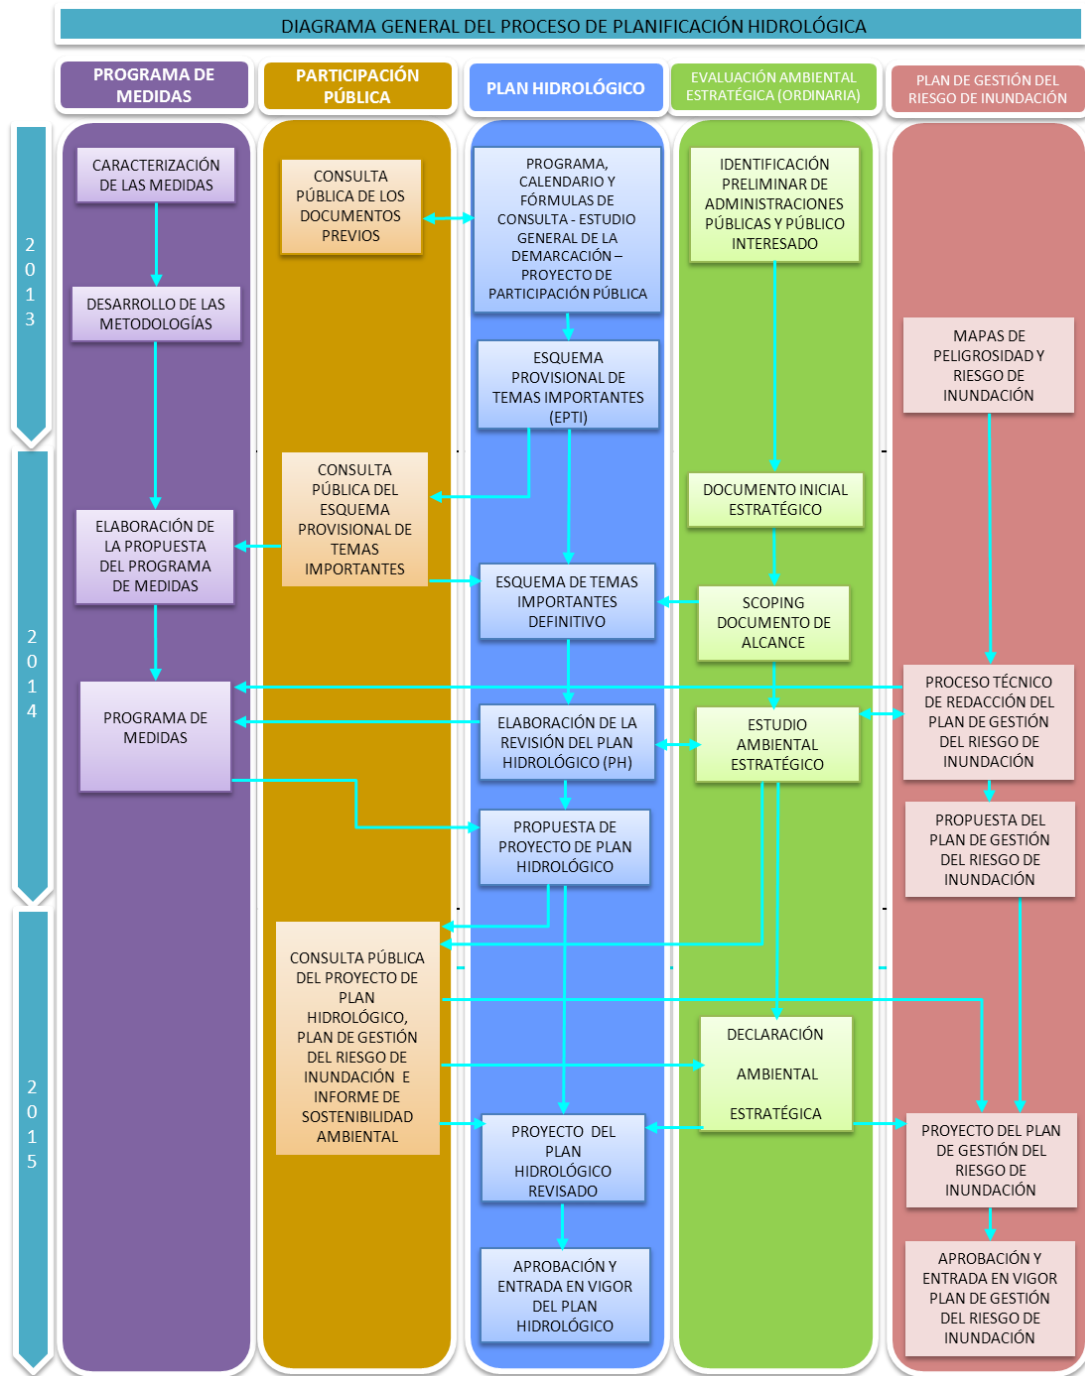 DIAGRAMA GENERAL DEL PROCESO DE PLANIFICACIÓN HIDROLÓGICA
PROGRAMA DE
MEDIDAS
PARTICIPACIÓN
PÚBLICA
PLAN HIDROLÓGICO
EVALUACIÓN AMBIENTAL
ESTRATÉGICA (ORDINARIA)
PLAN DE GESTIÓN DEL
RIESGO DE INUNDACIÓN
2
0
1
3
2
0
1
4
2
0
1
5
CARACTERIZACIÓN
DE LAS MEDIDAS
DESARROLLO DE LAS
METODOLOGÍAS
ELABORACIÓN DE
LA PROPUESTA
DEL PROGRAMA
DE MEDIDAS
PROGRAMA DE
MEDIDAS
CONSULTA
PÚBLICA DE LOS
DOCUMENTOS
PREVIOS
CONSULTA
PÚBLICA DEL
ESQUEMA
PROVISIONAL DE
TEMAS
IMPORTANTES
CONSULTA PÚBLICA
DEL PROYECTO DE
PLAN
HIDROLÓGICO,
PLAN DE GESTIÓN
DEL RIESGO DE
INUNDACIÓN E
INFORME DE
SOSTENIBILIDAD
AMBIENTAL
PROGRAMA,
CALENDARIO Y
FÓRMULAS DE
CONSULTA - ESTUDIO
GENERAL DE LA
DEMARCACIÓN –
PROYECTO DE
PARTICIPACIÓN PÚBLICA
ESQUEMA
PROVISIONAL DE
TEMAS IMPORTANTES
(EPTI)
ESQUEMA DE TEMAS
IMPORTANTES
DEFINITIVO
ELABORACIÓN DE LA
REVISIÓN DEL PLAN
HIDROLÓGICO (PH)
PROPUESTA DE
PROYECTO DE PLAN
HIDROLÓGICO
PROYECTO DEL
PLAN
HIDROLÓGICO
REVISADO
APROBACIÓN Y
ENTRADA EN VIGOR
DEL PLAN
HIDROLÓGICO
IDENTIFICACIÓN
PRELIMINAR DE
ADMINISTRACIONES
PÚBLICAS Y PÚBLICO
INTERESADO
DOCUMENTO INICIAL
ESTRATÉGICO
SCOPING
DOCUMENTO DE
ALCANCE
ESTUDIO
AMBIENTAL
ESTRATÉGICO
DECLARACIÓN
AMBIENTAL
ESTRATÉGICA
MAPAS DE
PELIGROSIDAD Y
RIESGO DE
INUNDACIÓN
PROCESO TÉCNICO
DE REDACCIÓN DEL
PLAN DE GESTIÓN
DEL RIESGO DE
INUNDACIÓN
PROPUESTA DEL
PLAN DE GESTIÓN
DEL RIESGO DE
INUNDACIÓN
PROYECTO DEL PLAN
DE GESTIÓN DEL
RIESGO DE
INUNDACIÓN
APROBACIÓN Y
ENTRADA EN VIGOR
PLAN DE GESTIÓN
DEL RIESGO DE
INUNDACIÓN